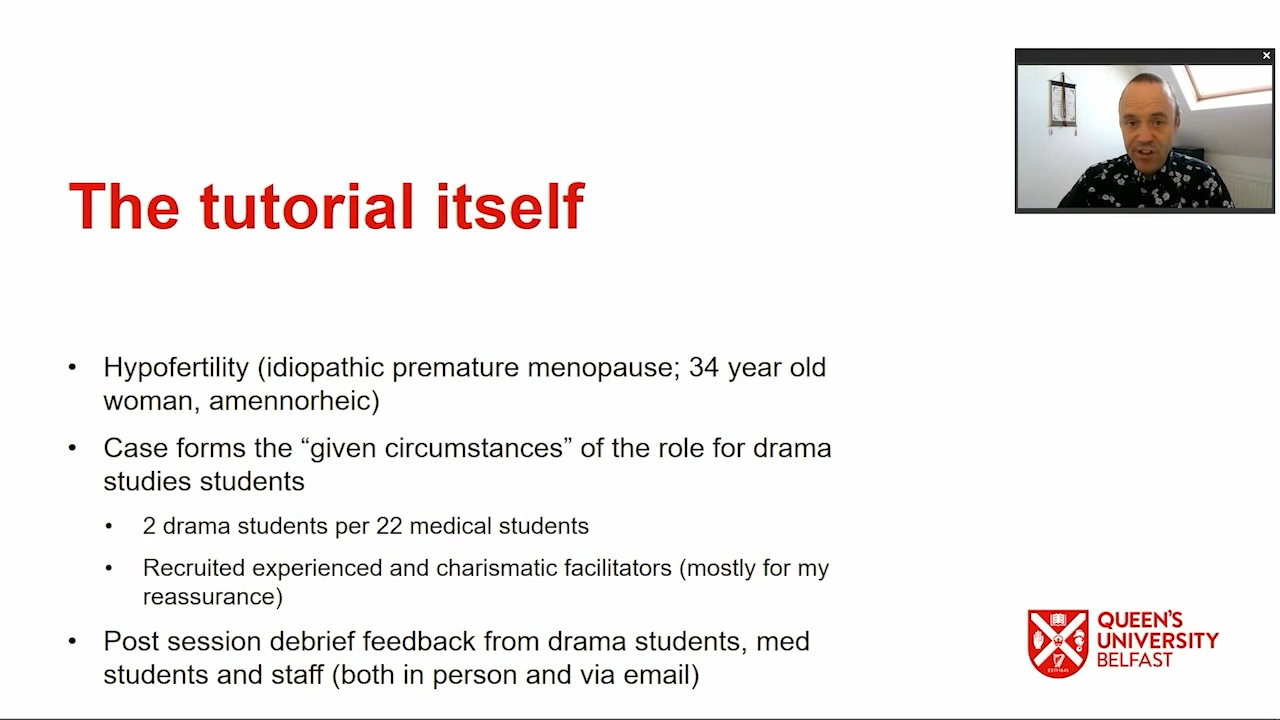 The tutorial itself
• Hypofertility (idiopathic premature menopause; 34 year old
woman, amennorheic)
• Case forms the “given circumstances” of the role for drama
studies students
• 2 drama students per 22 medical students
• Recruited experienced and charismatic facilitators (mostly for my
reassurance)
• Post session debrief feedback from drama students, med
students and staff (both in person and via email)
QUEEN'S
UNIVERSITY
BELFAST